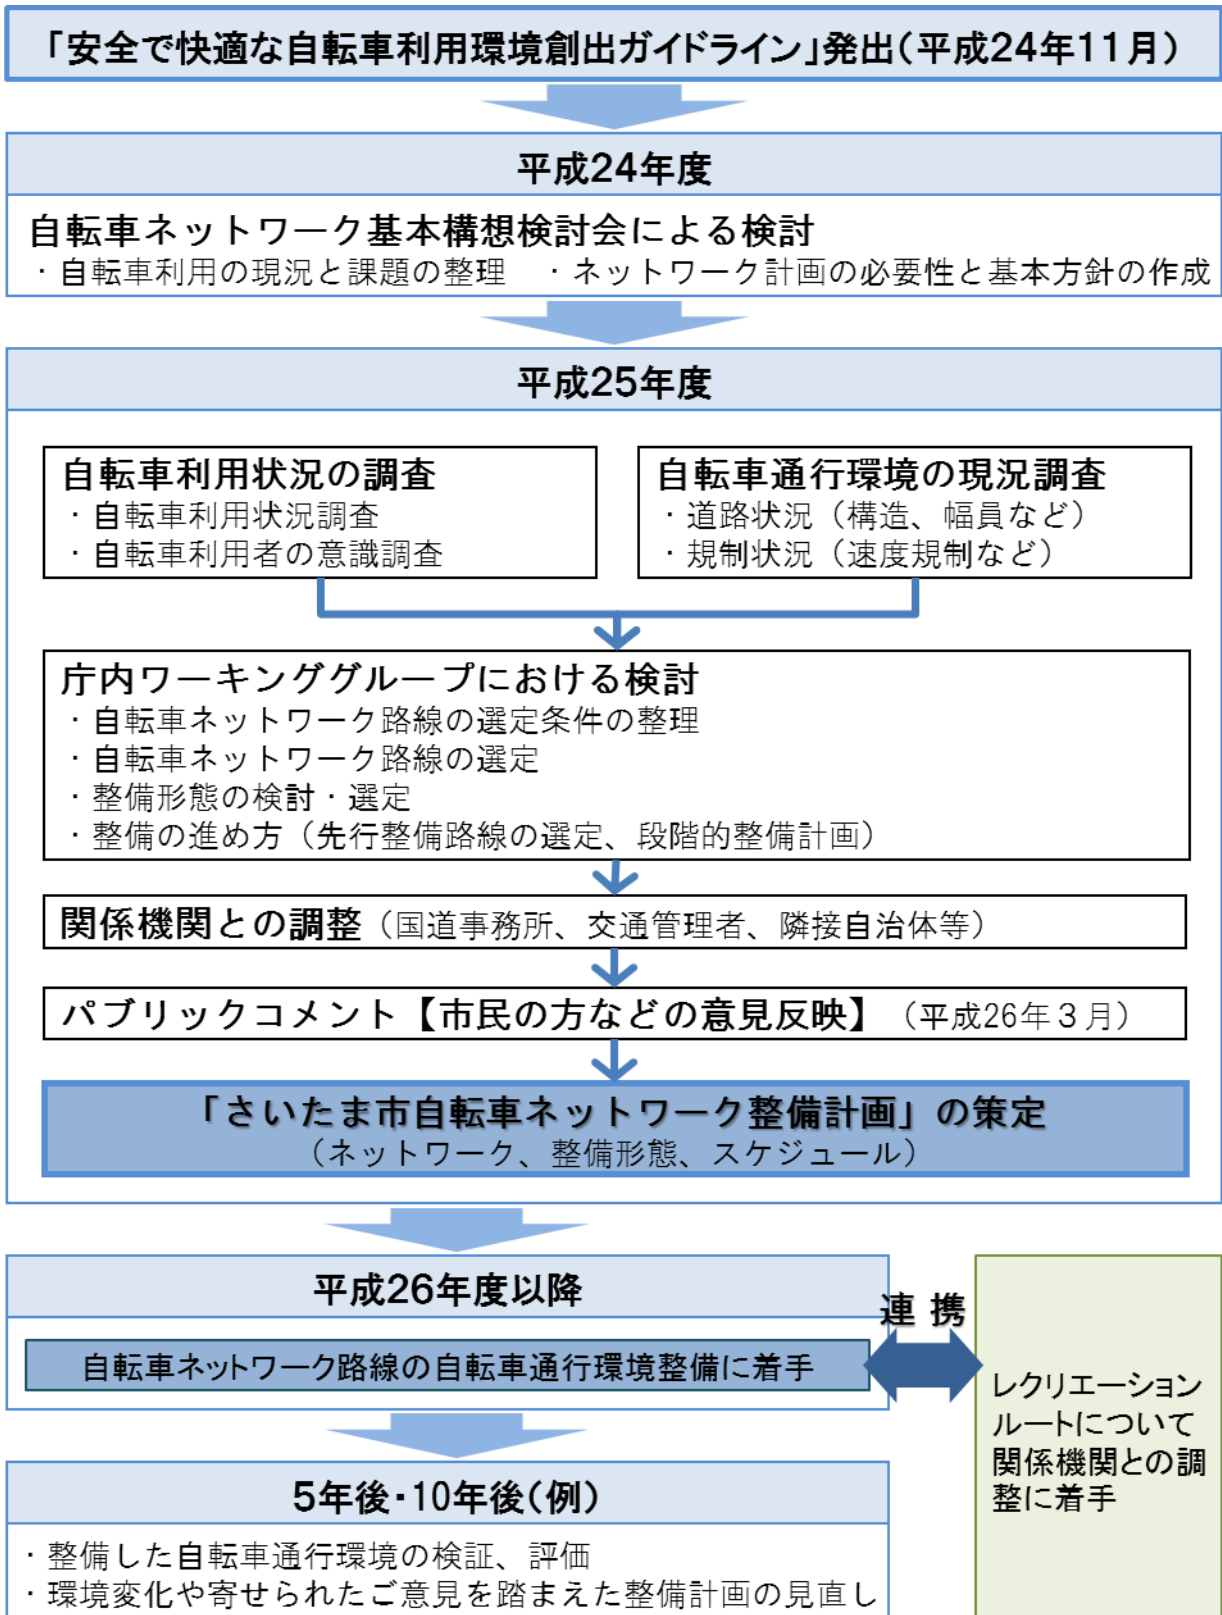 「安全で快適な自転車利用環境創出ガイドライン」発出(平成24年11月)
平成24年度
自転車ネットワーク基本構想検討会による検討
・自転車利用の現況と課題の整理　・ネットワーク計画の必要性と基本方針の作成
平成25年度
自転車利用状況の調査
・自転車利用状況調査
・自転車利用者の意識調査
自転車通行環境の現況調査
・道路状況（構造、幅員など）
・規制状況（速度規制など）
庁内ワーキンググループにおける検討
・自転車ネットワーク路線の選定条件の整理
・自転車ネットワーク路線の選定
・整備形態の検討・選定
・整備の進め方（先行整備路線の選定、段階的整備計画）
関係機関との調整（国道事務所、交通管理者、隣接自治体等）
パブリックコメント【市民の方などの意見反映】（平成26年３月）
「さいたま市自転車ネットワーク整備計画」の策定
（ネットワーク、整備形態、スケジュール）
平成26年度以降
自転車ネットワーク路線の自転車通行環境整備に着手
連 携
レクリエーション
ルートについて
関係機関との調
整に着手
5年後・10年後(例)
・整備した自転車通行環境の検証、評価
・環境変化や寄せられたご意見を踏まえた整備計画の見直し